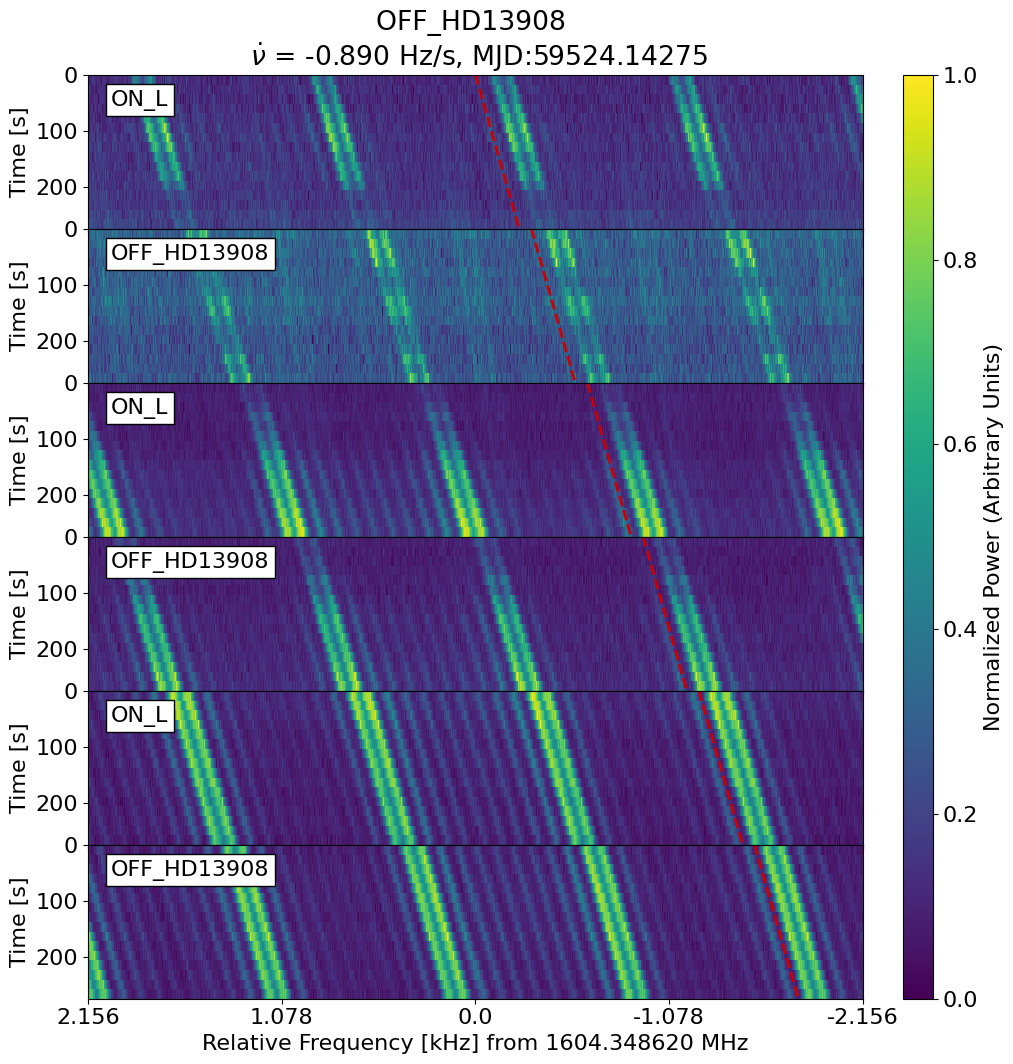 OFF_HD13908
ν̇ = -0.890 Hz/s, MJD:59524.14275
ON_L
OFF_HD13908
ON_L
OFF_HD13908
ON_L
OFF_HD13908
Time [s]
0
100
200
Time [s]
0
100
200
Time [s]
0
100
200
Time [s]
0
100
200
Time [s]
0
100
200
Time [s]
0
100
200
2.156 1.078 0.0 -1.078 -2.156
Relative Frequency [kHz] from 1604.348620 MHz
1.0
0.8
0.6
0.4
0.2
0.0
Normalized Power (Arbitrary Units)